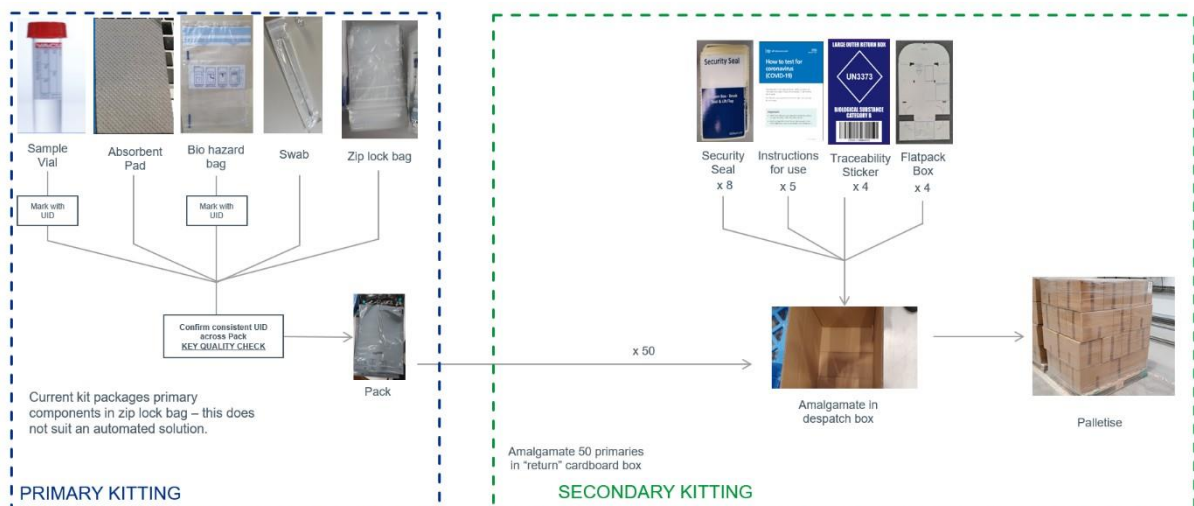 Sample
Vial
Absorbent
Pad
Bio hazard
bag
Swab
Zip lock bag
Mark with
UID
Mark with
UID
Confirm consistent UID
across Pack
KEY QUALITY CHECK
Pack
Current kit packages primary
components in zip lock bag – this does
not suit an automated solution.
PRIMARY KITTING
Security Seal
How to test for
coronavirus
(COVID-19)
LARGE OUTER RETURN BOX
UN3373
BIOLOGICAL SUBSTANCE
CATEGORY B
Security
Seal
x 8
Instructions
for use
x 5
Traceability
Sticker
x 4
Flatpack
Box
x 4
x 50
Amalgamate in
despatch box
Palletise
Amalgamate 50 primaries
in “return” cardboard box
SECONDARY KITTING